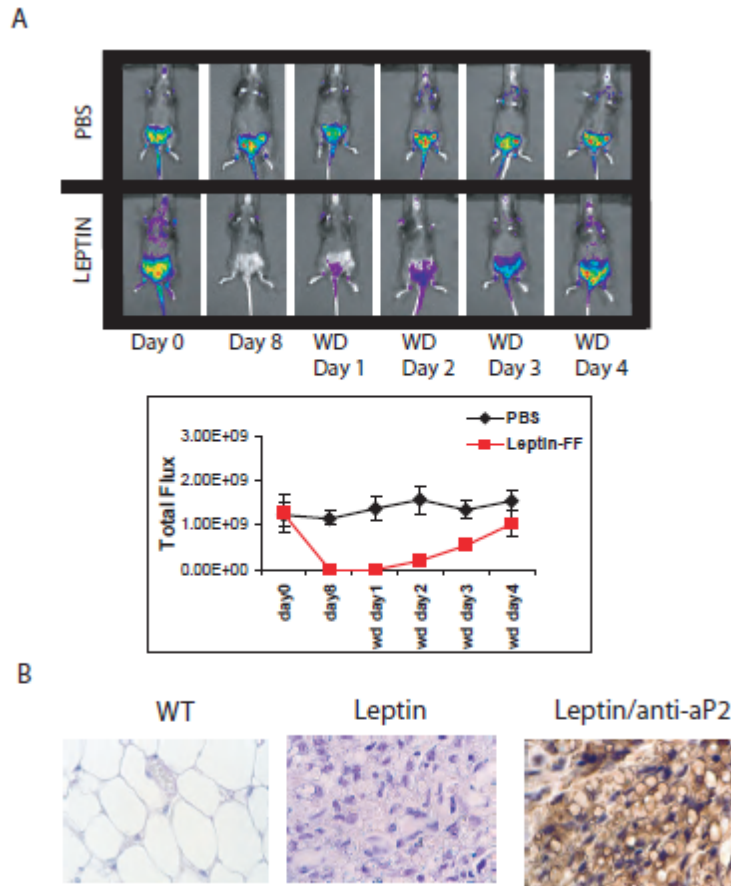 A
PBS
LEPTIN
Day 0
Day 8
WD
Day 1
WD
Day 2
WD
Day 3
WD
Day 4
PBS
Leptin-FF
Total Flux
3.00E+09
2.00E+09
1.00E+09
0.00E+00
day0
day8
wd day1
wd day2
wd day3
wd day4
B
WT
Leptin
Leptin/anti-aP2